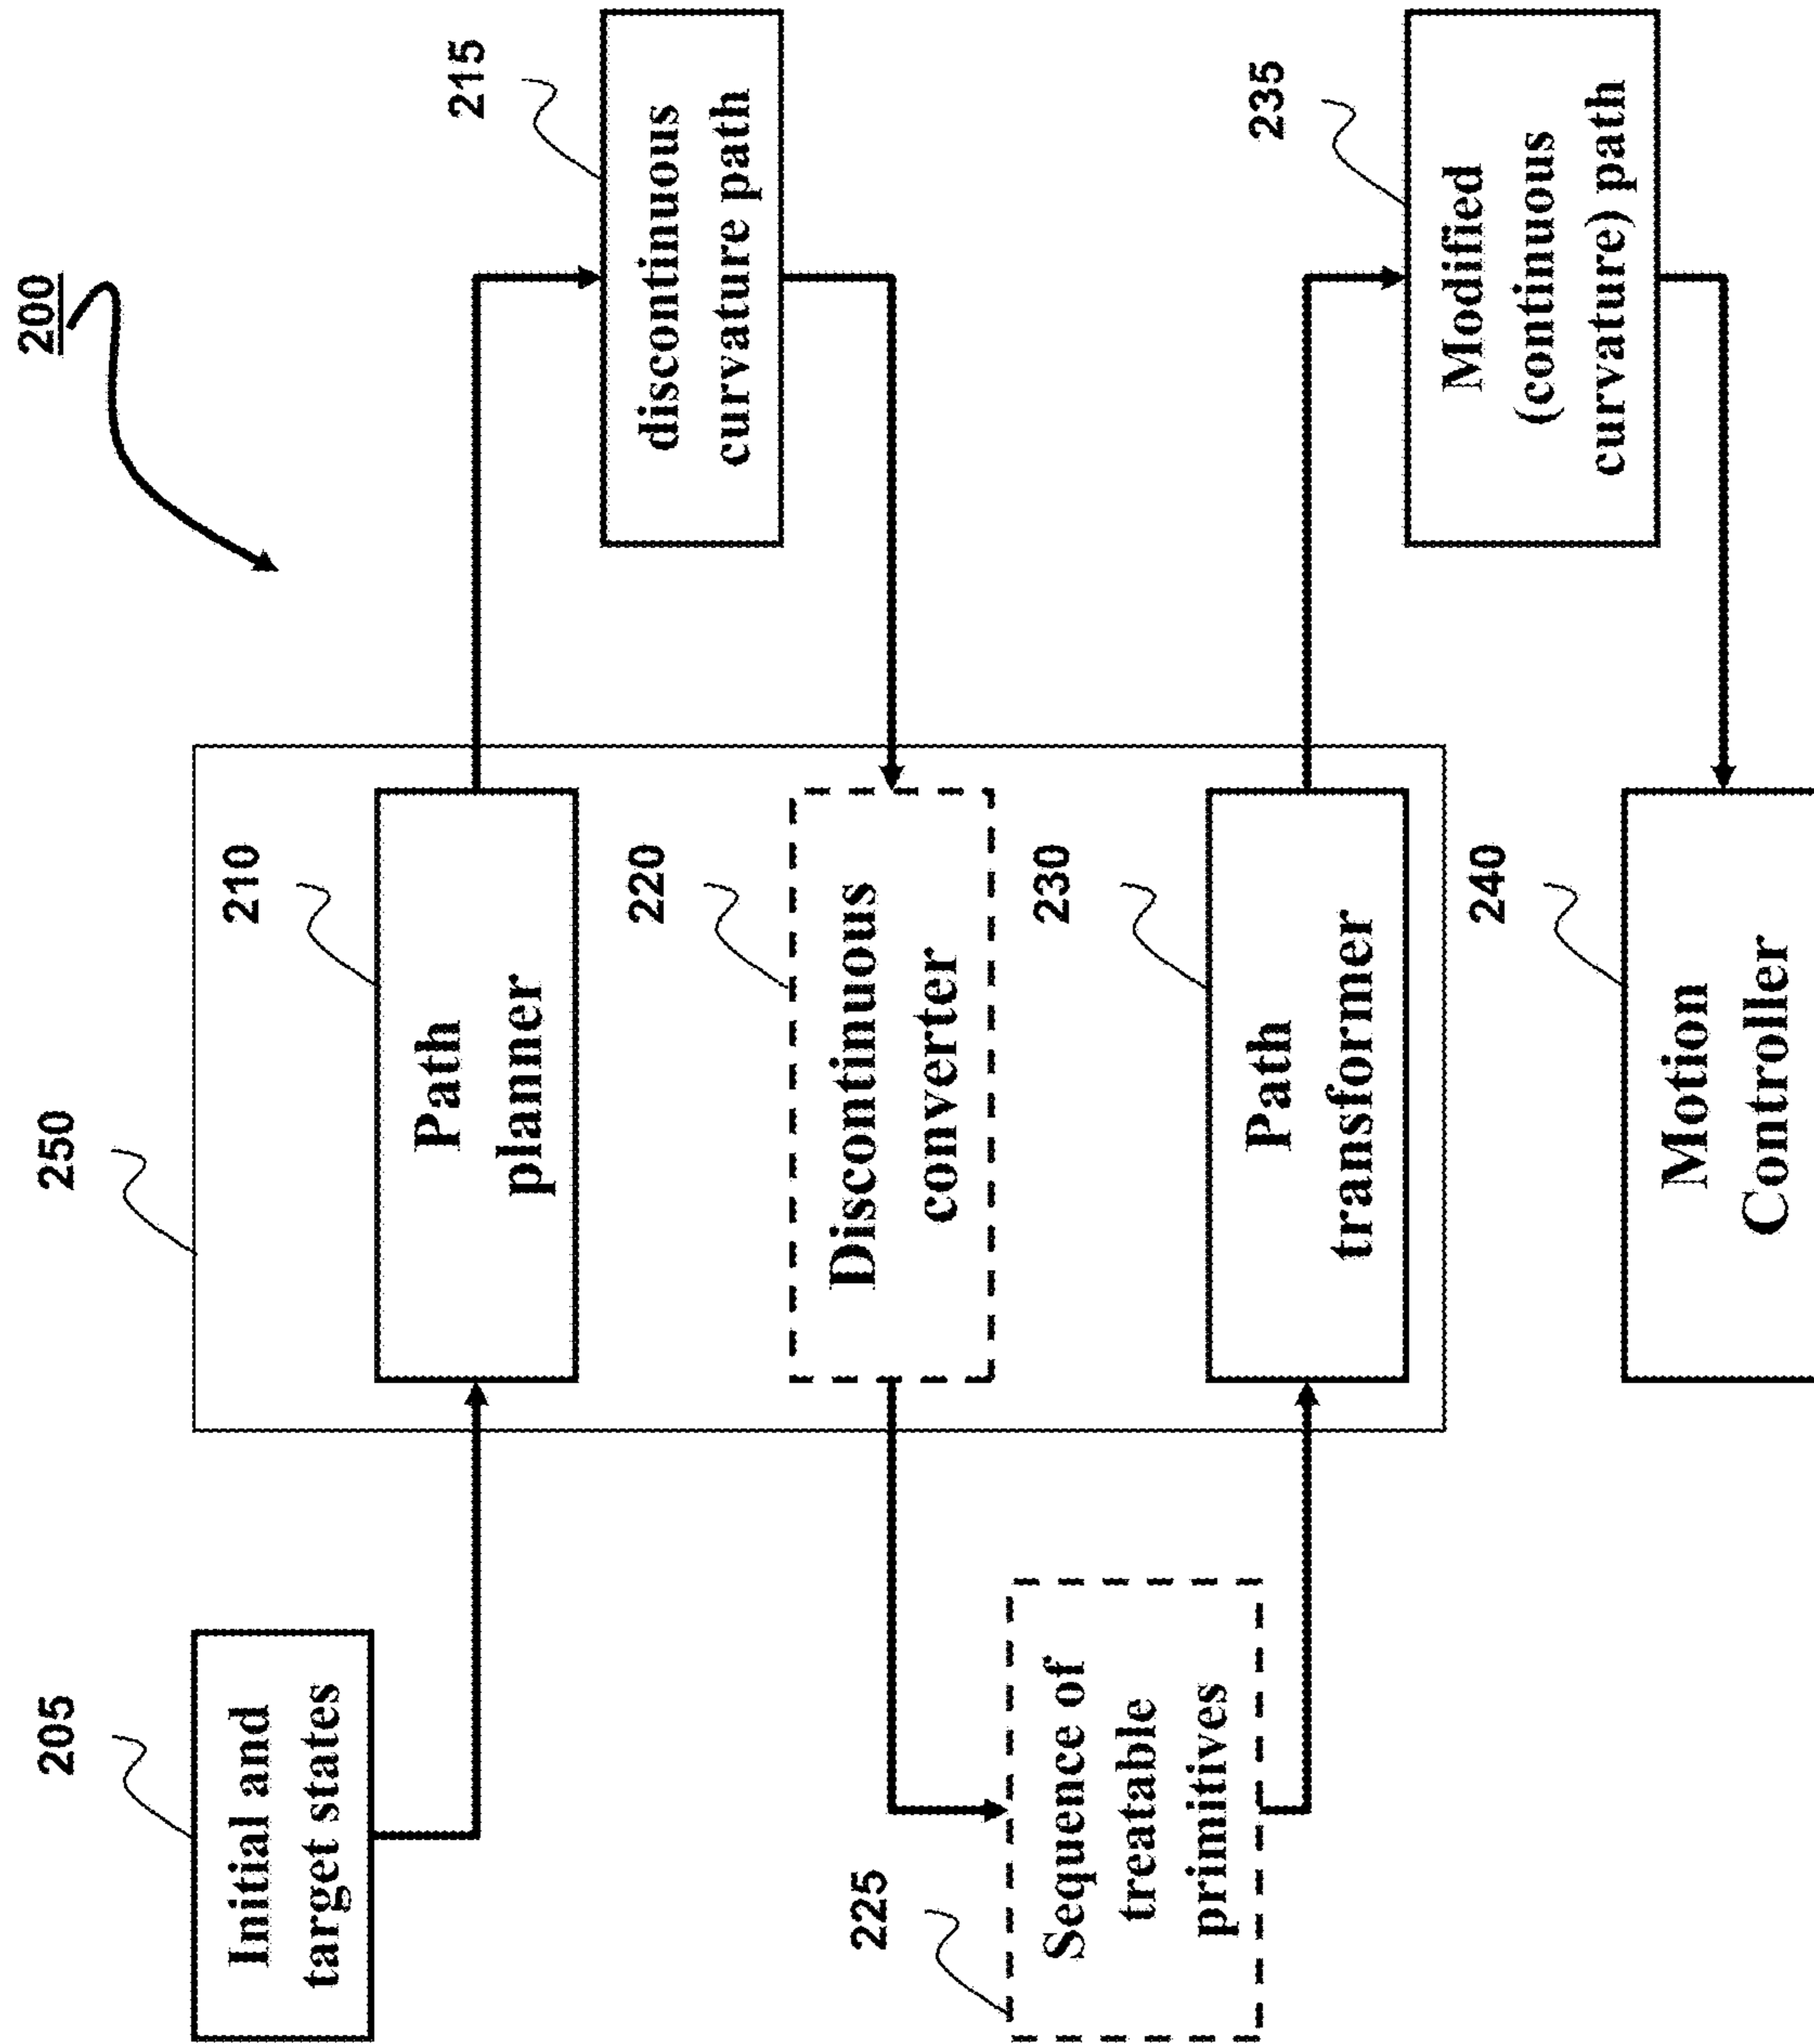 200
250
205
Initial and
target states
210
Path
planner
215
discontinuous
curvature path
220
Discontinuous
converter
225
Sequence of
treatable
primitives
230
Path
transformer
235
Modified
(continuous
curvature) path
240
Motion
Controller